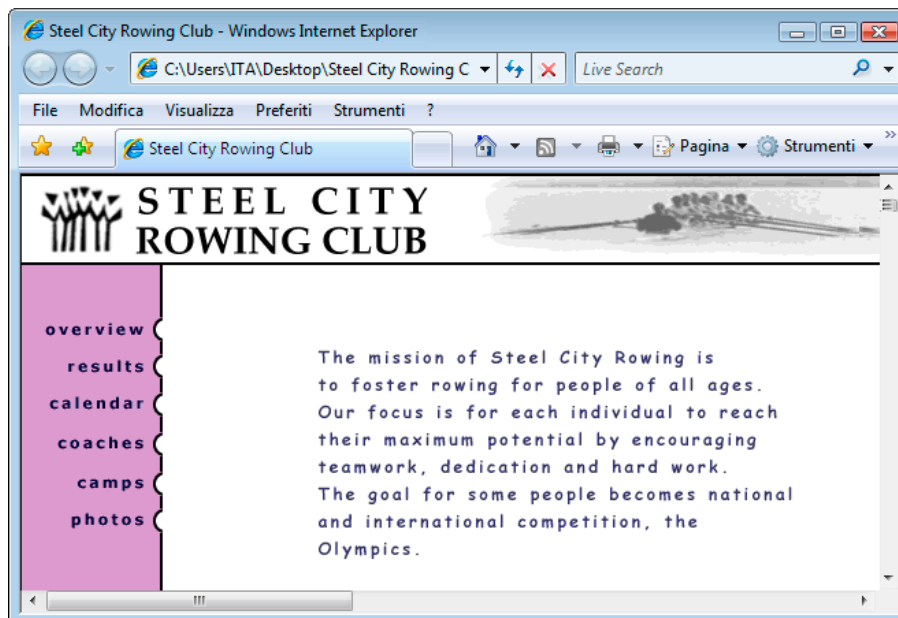 Steel City Rowing Club - Windows Internet Explorer
C:\Users\ITA\Desktop\Steel City Rowing C
Live Search
File Modifica Visualizza Preferiti Strumenti ?
Steel City Rowing Club
Pagina
Strumenti
»
STEEL CITY
ROWING CLUB
overview
results
calendar
coaches
camps
photos
The mission of Steel City Rowing is
to foster rowing for people of all ages.
Our focus is for each individual to reach
their maximum potential by encouraging
teamwork, dedication and hard work.
The goal for some people becomes national
and international competition, the
Olympics.